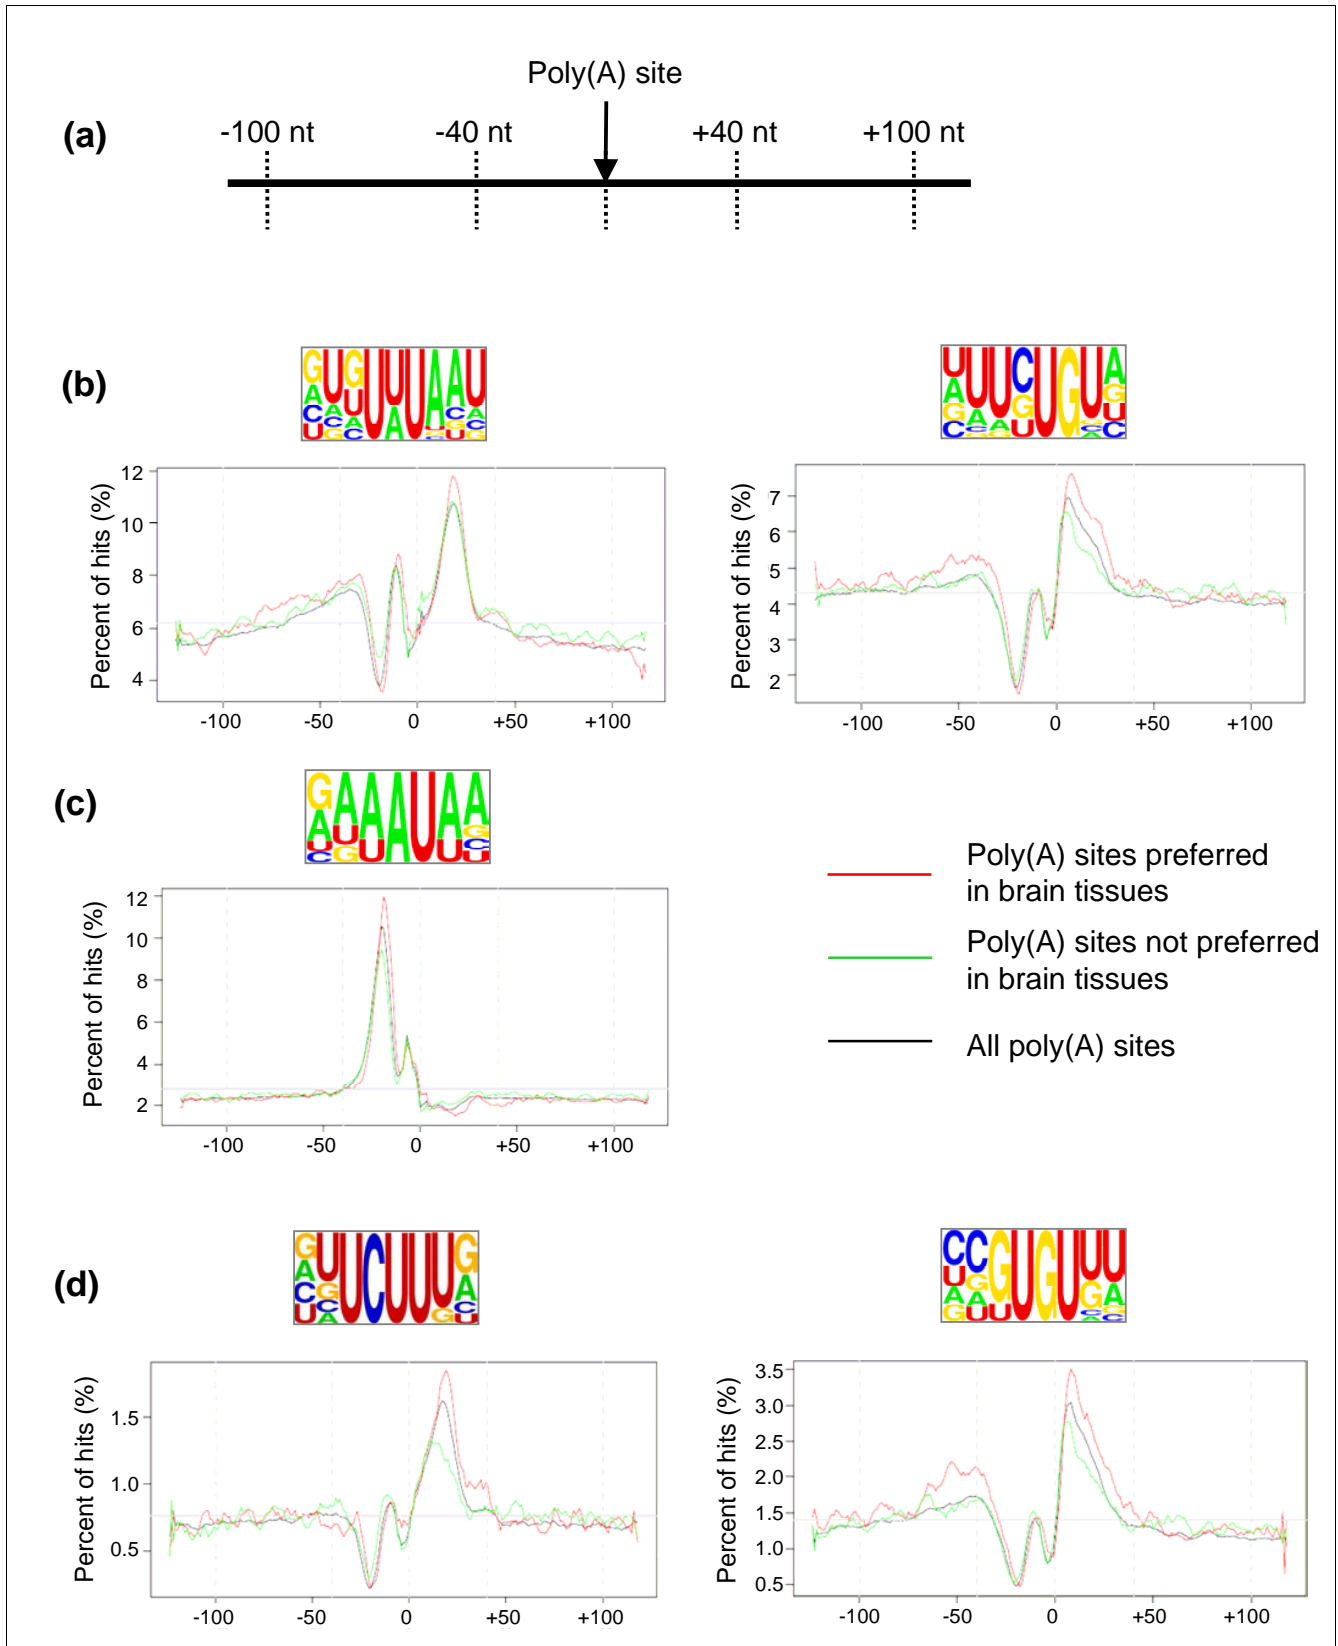 Poly(A) site
(a)
-100 nt
-40 nt
+40 nt
+100 nt
(b)
Percent of hits (%)
12
10
8
6
4
-100
-50
0
+50
+100
Percent of hits (%)
7
6
5
4
3
2
-100
-50
0
+50
+100
(c)
Percent of hits (%)
12
10
8
6
4
2
-100
-50
0
+50
+100
Poly(A) sites preferred
in brain tissues
Poly(A) sites not preferred
in brain tissues
All poly(A) sites
(d)
Percent of hits (%)
1.5
1.0
0.5
-100
-50
0
+50
+100
Percent of hits (%)
3.5
3.0
2.5
2.0
1.5
1.0
0.5
-100
-50
0
+50
+100